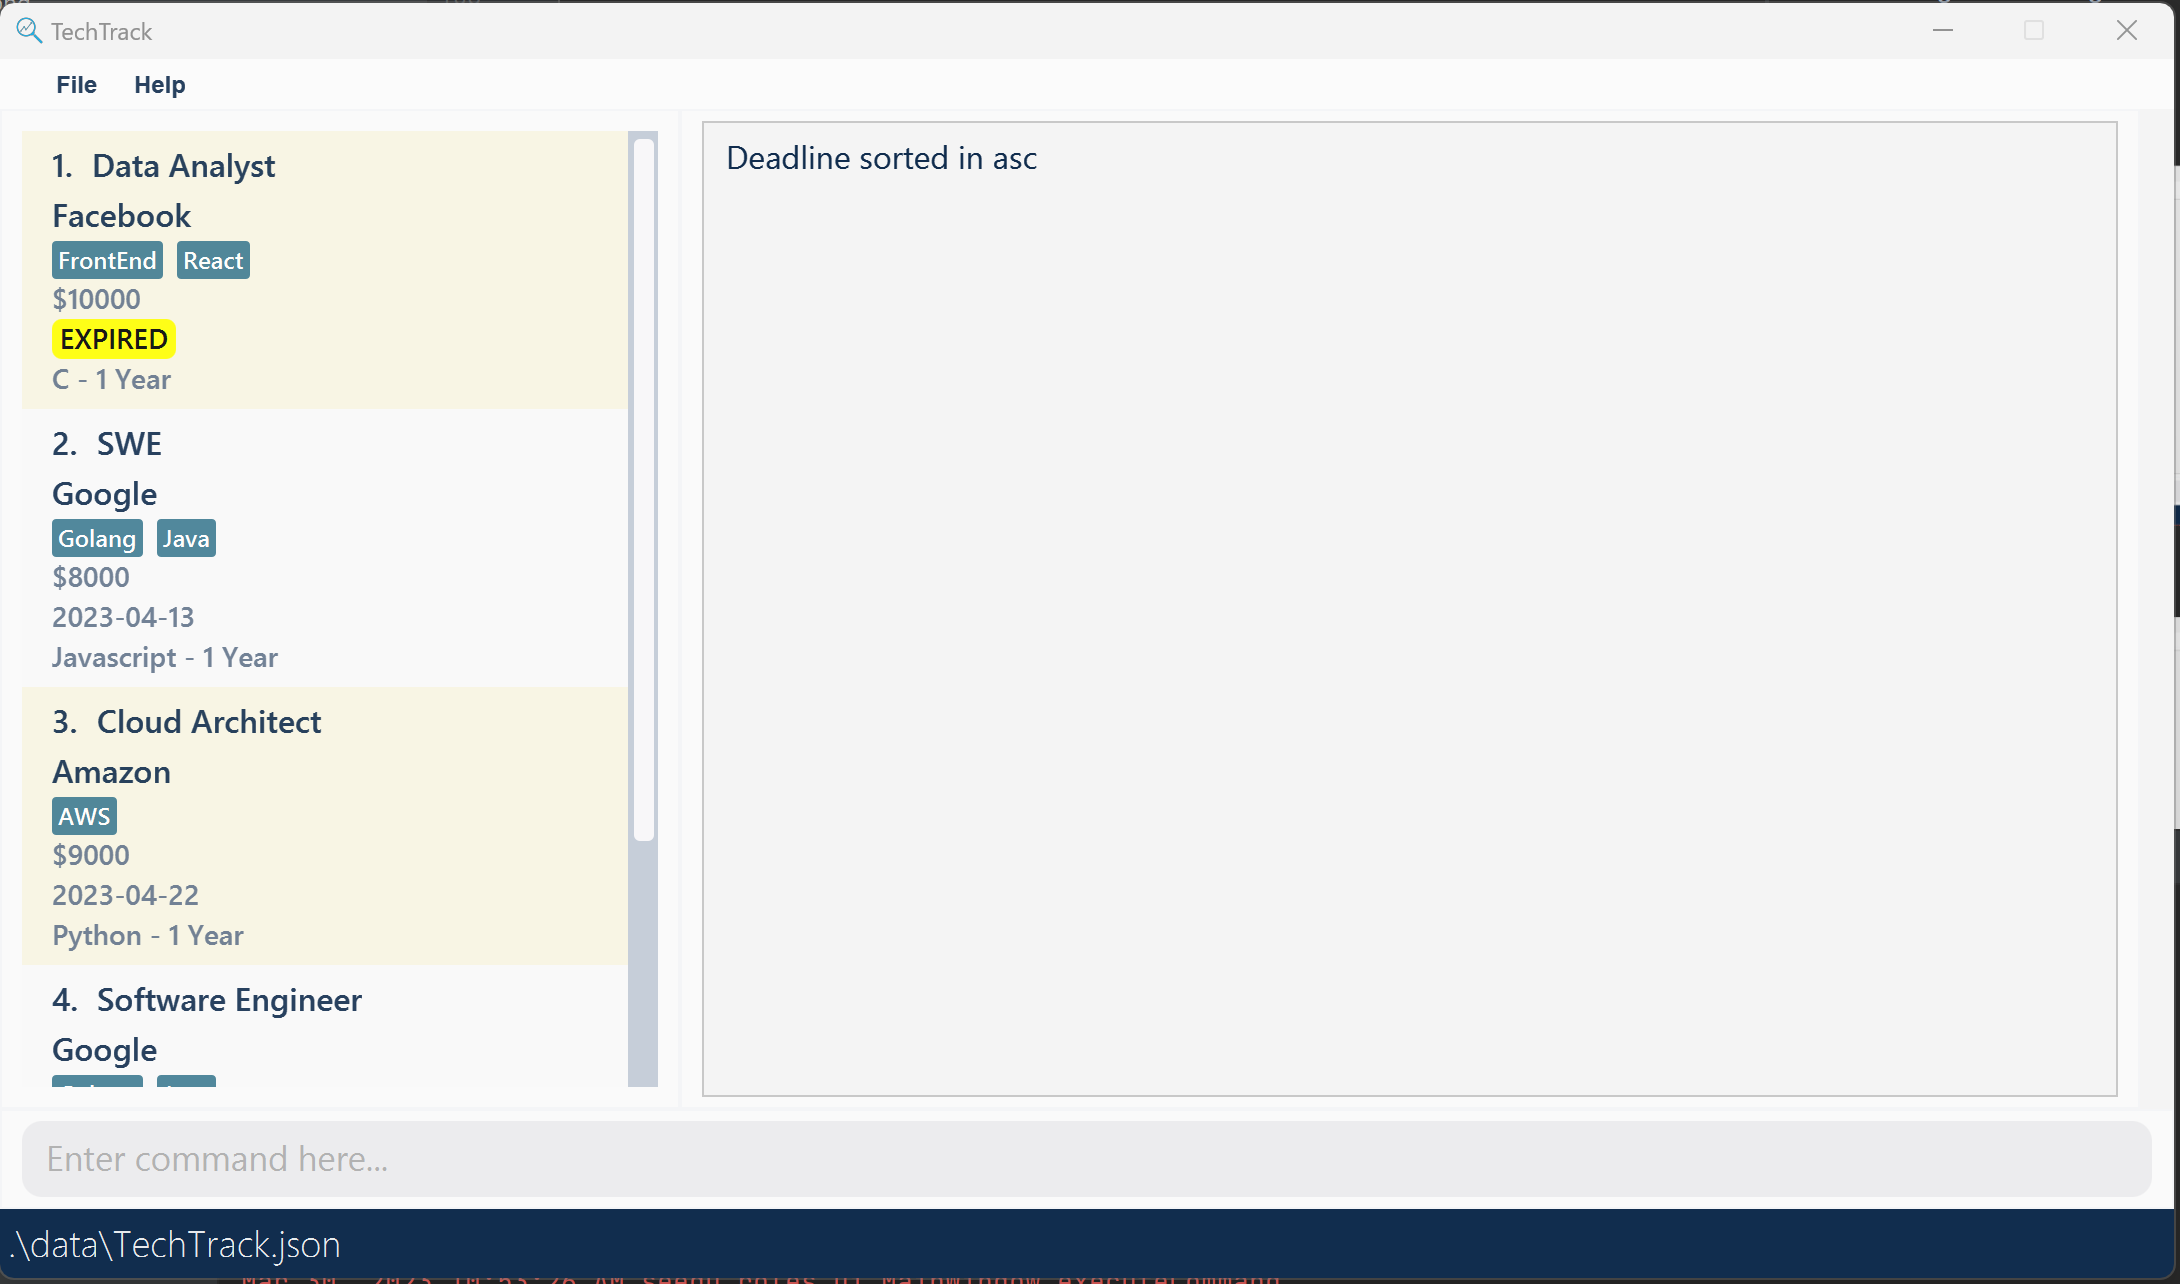 TechTrack
File Help
1. Data Analyst
Facebook
FrontEnd React
$10000
EXPIRED
C - 1 Year
2. SWE
Google
Golang Java
$8000
2023-04-13
Javascript - 1 Year
3. Cloud Architect
Amazon
AWS
$9000
2023-04-22
Python - 1 Year
4. Software Engineer
Google
Deadline sorted in asc
Enter command here...
.\data\TechTrack.json